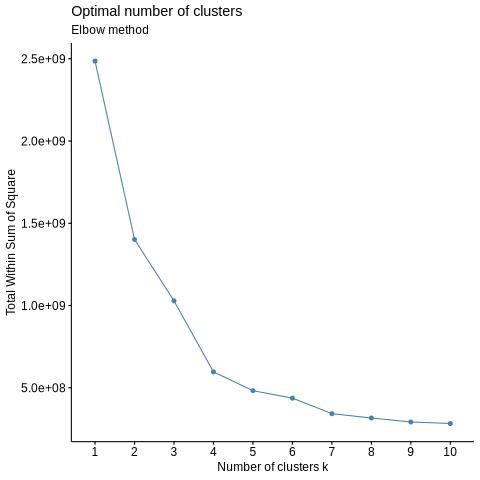 Optimal number of clusters
Elbow method
2.5e+09
2.0e+09
1.5e+09
1.0e+09
5.0e+08
Total Within Sum of Square
1 2 3 4 5 6 7 8 9 10
Number of clusters k